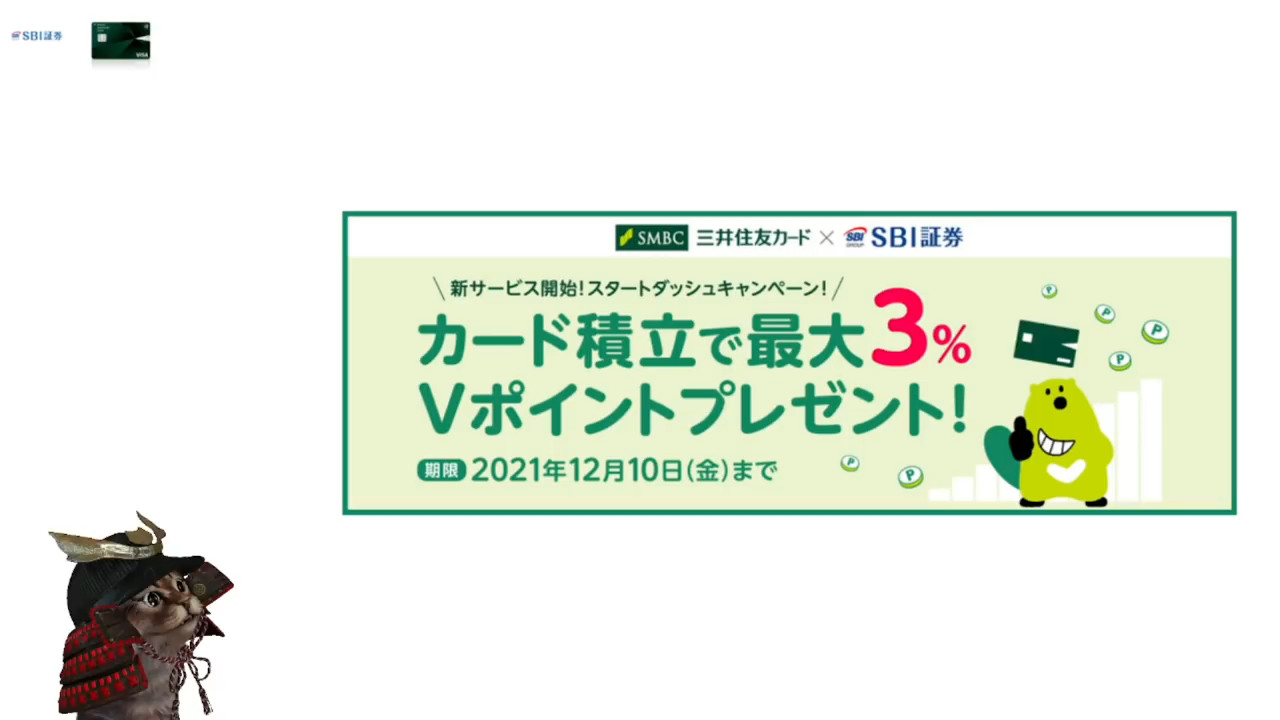 SBI証券
VISA
SMBC 三井住友カード × SBI GROUP SBI証券
\ 新サービス開始!スタートダッシュキャンペーン! /
カード積立で最大3%
Vポイントプレゼント!
期限 2021年12月10日(金)まで
P
P
P
P
P
P